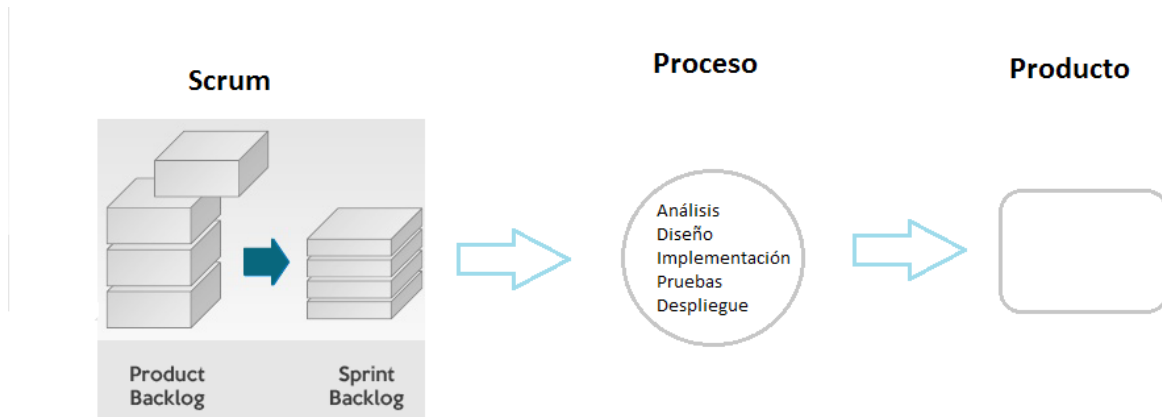 Scrum
Product
Backlog
Sprint
Backlog
Proceso
Análisis
Diseño
Implementación
Pruebas
Despliegue
Producto